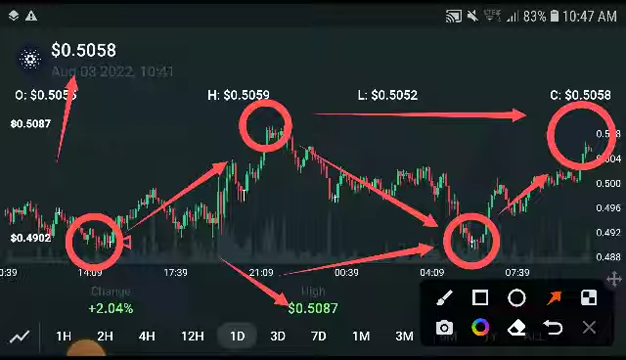 83% 10:47 AM
$0.5058
Aug 03 2022, 10:41
O: $0.5055 H: $0.5059 L: $0.5052 C: $0.5058
$0.5087
0.504
0.500
0.496
$0.4902
0.492
0.488
14:09 17:39 21:09 00:39 04:09 07:39
Change High
+2.04% $0.5087
1H 2H 4H 12H 1D 3D 7D 1M 3M